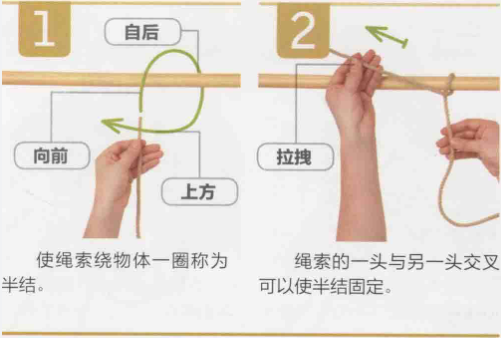 1
自后
向前
上方
使绳索绕物体一圈称为
半结。
2
拉拽
绳索的一头与另一头交叉
可以使半结固定。